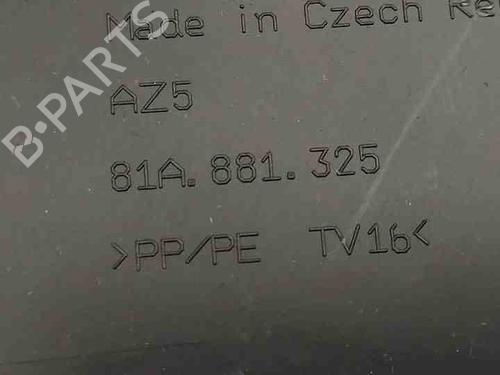 Made in Czech Re
AZ5
81A.881.325
>PP/PE TV16<
B-PARTS